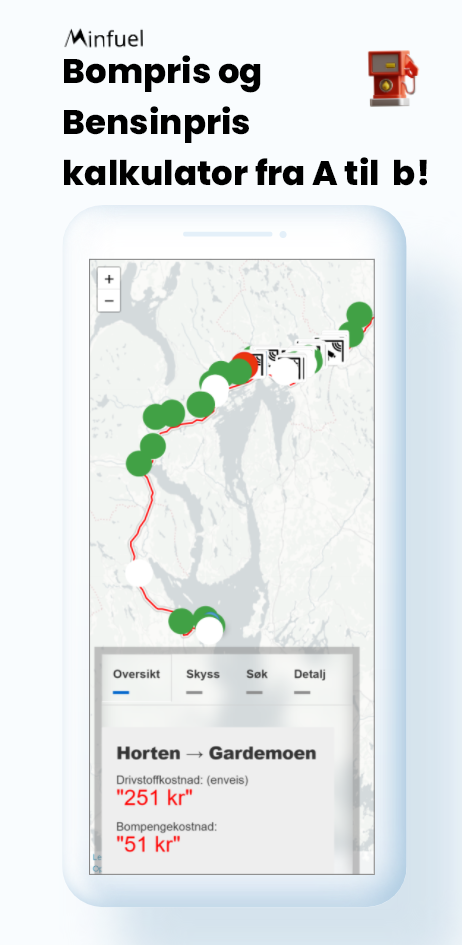 Minfuel
Bompris og
Bensinpris
kalkulator fra A til b!
+
−
Oversikt Skyss Søk Detalj
Horten → Gardemoen
Drivstoffkostnad: (enveis)
"251 kr"
Bompengekostnad:
"51 kr"